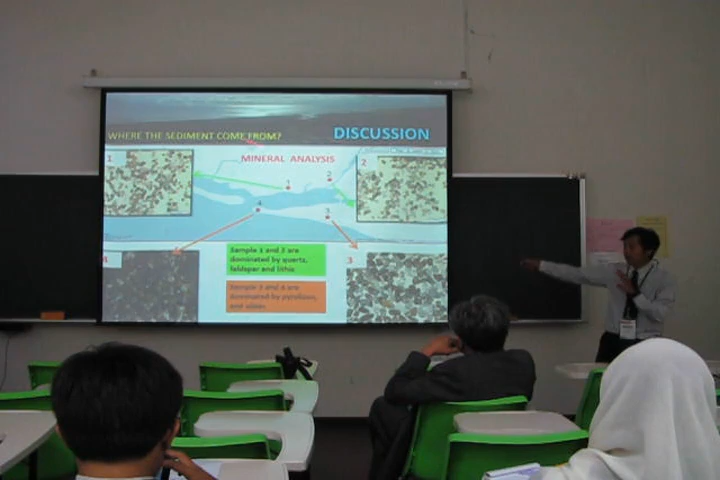 WHERE THE SEDIMENT COME FROM?
DISCUSSION
MINERAL ANALYSIS
1
2
1
2
4
3
Sample 1 and 2 are
dominated by quartz,
feldspar and lithic
4
3
Sample 3 and 4 are
dominated by pyroxene,
and